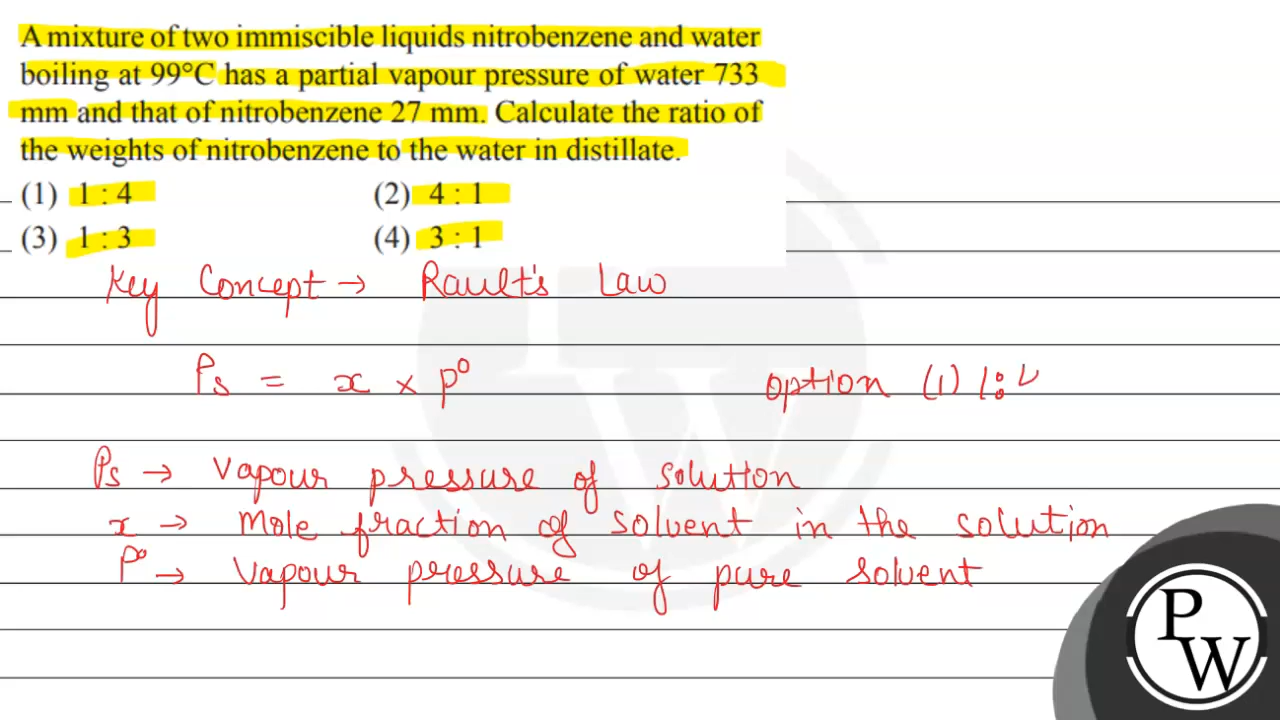 A mixture of two immiscible liquids nitrobenzene and water
boiling at 99°C has a partial vapour pressure of water 733
mm and that of nitrobenzene 27 mm. Calculate the ratio of
the weights of nitrobenzene to the water in distillate.
(1) 1 : 4 (2) 4 : 1
(3) 1 : 3 (4) 3 : 1
Key Concept → Rault's Law
Ps = x × p⁰ option (1) 1:
Ps → Vapour pressure of solution
x → Mole fraction of solvent in the solution
P⁰ → Vapour pressure of pure solvent
PW